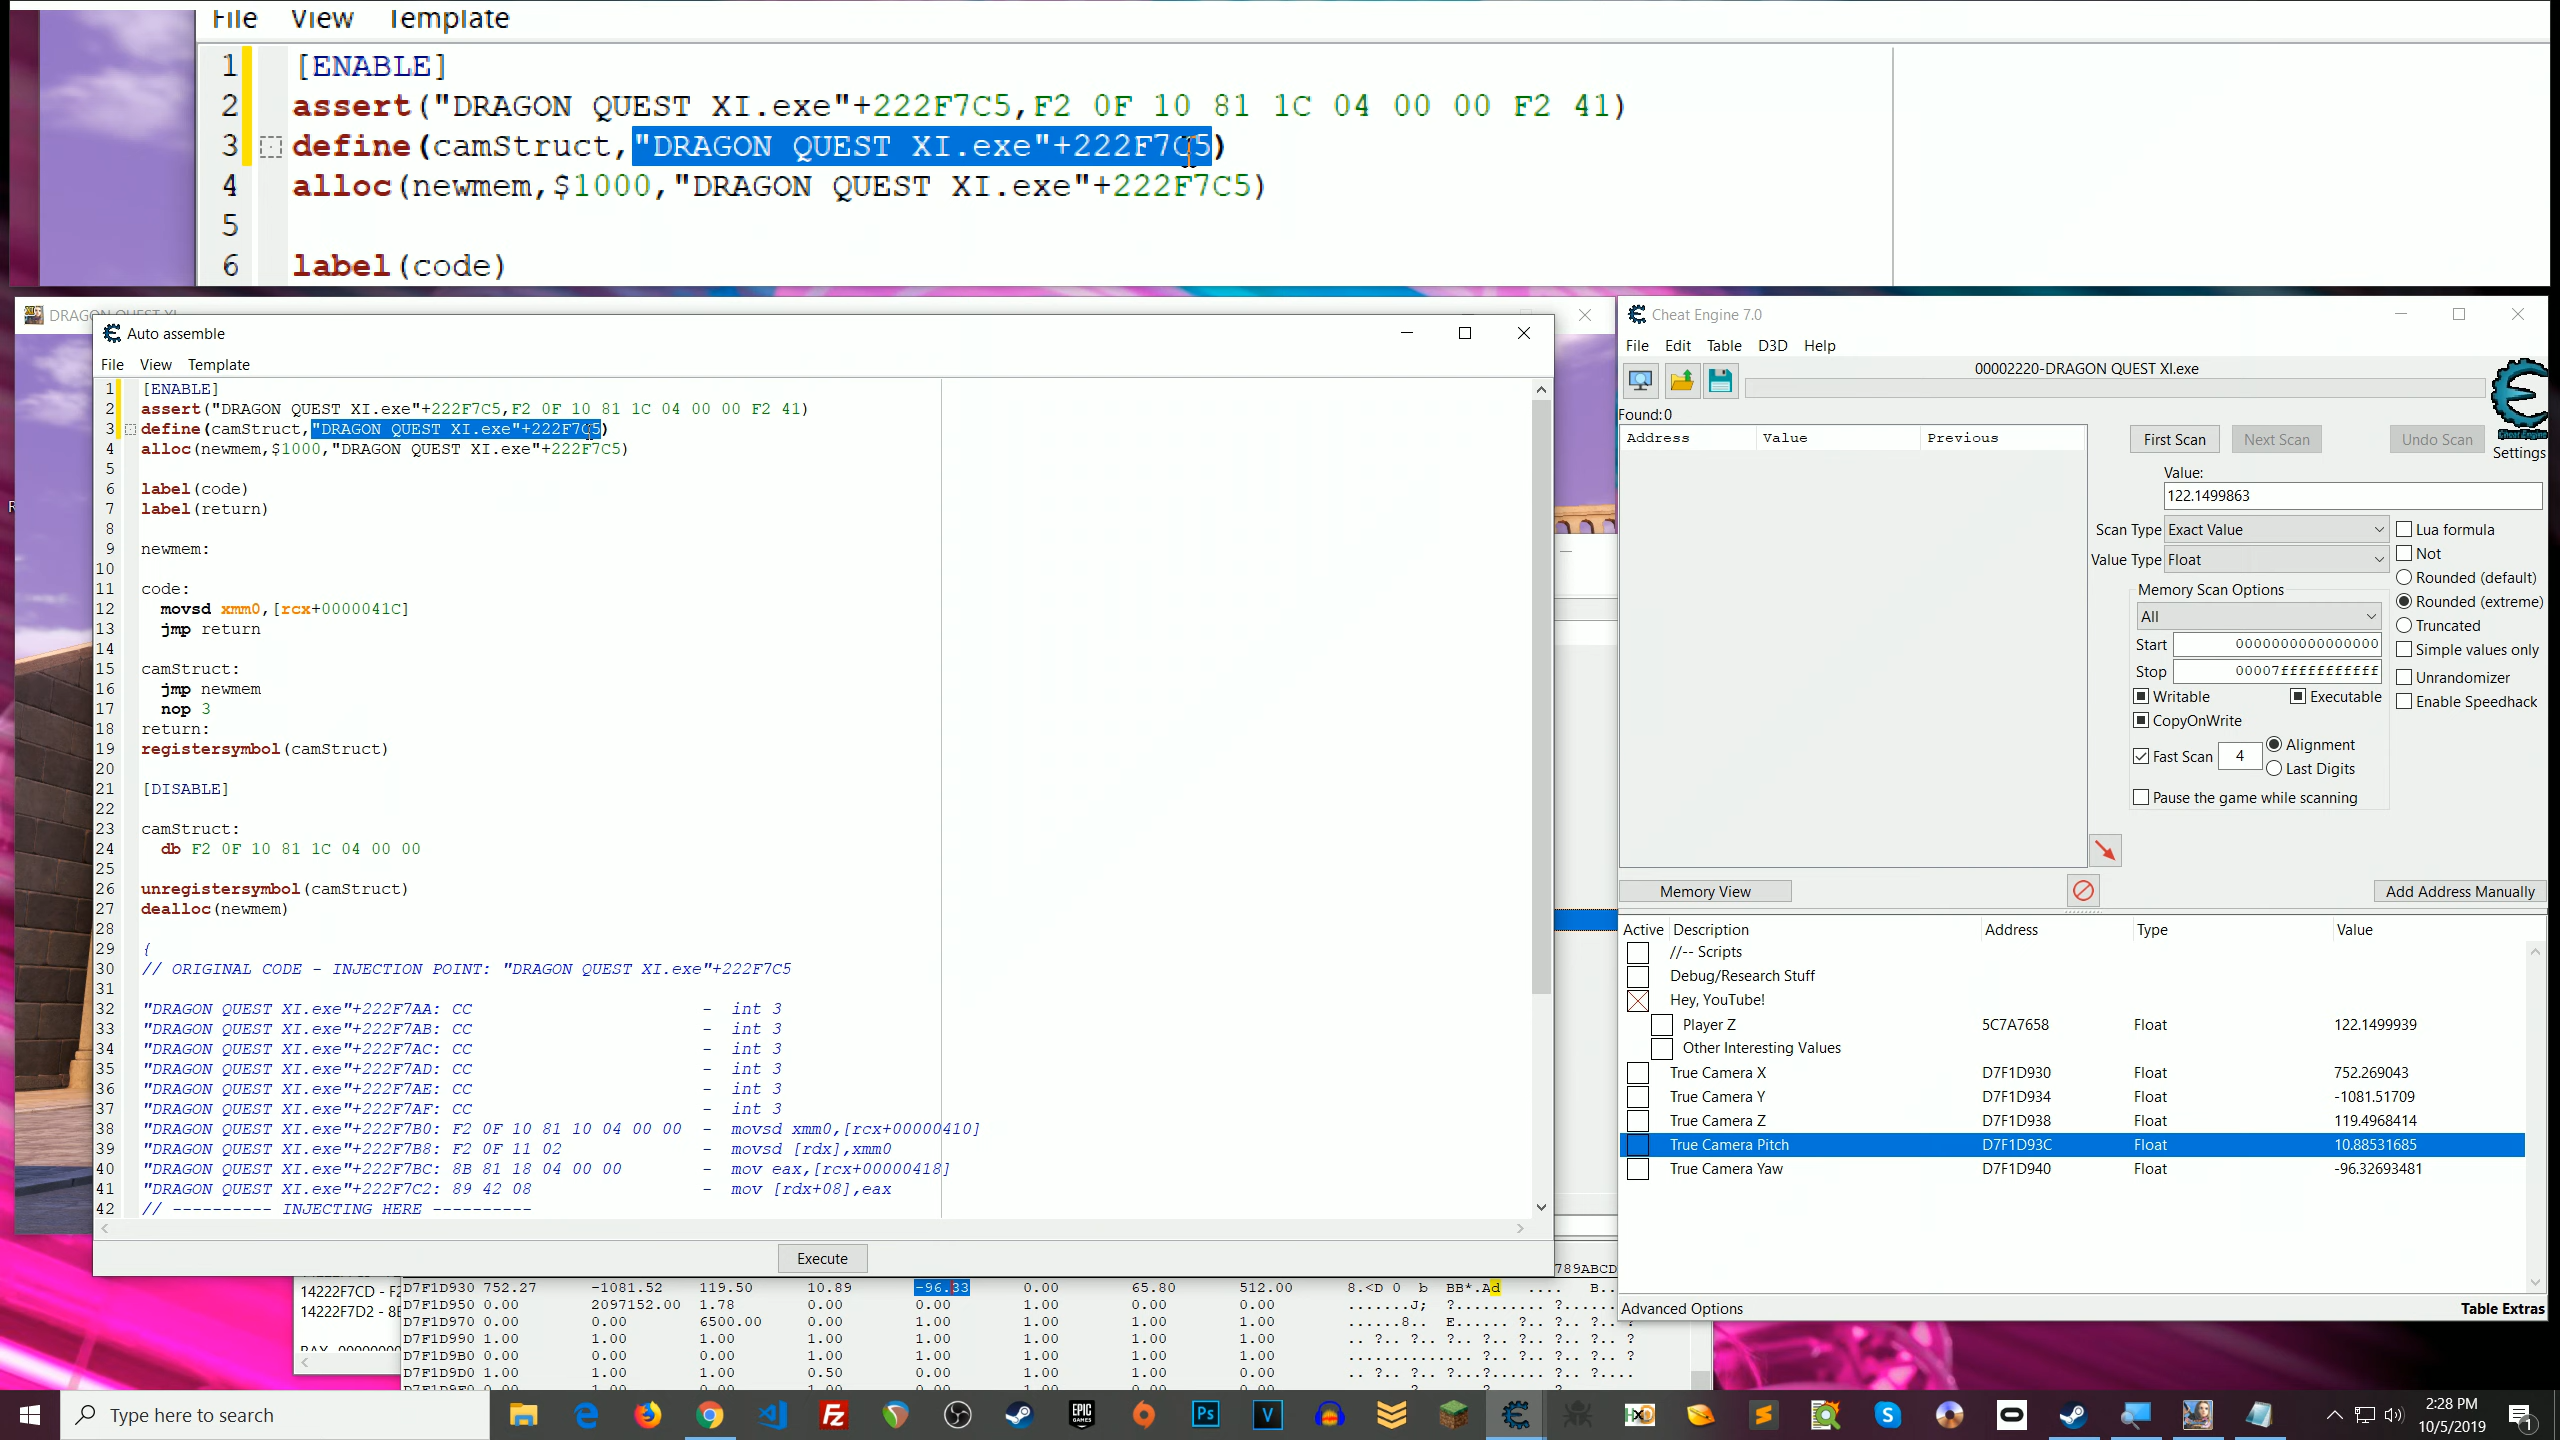 File View Template
1 [ENABLE]
2 assert("DRAGON QUEST XI.exe"+222F7C5,F2 0F 10 81 1C 04 00 00 F2 41)
3 define(camStruct,"DRAGON QUEST XI.exe"+222F7C5)
4 alloc(newmem,$1000,"DRAGON QUEST XI.exe"+222F7C5)
5
6 label(code)
Auto assemble
File View Template
1 [ENABLE]
2 assert("DRAGON QUEST XI.exe"+222F7C5,F2 0F 10 81 1C 04 00 00 F2 41)
3 define(camStruct,"DRAGON QUEST XI.exe"+222F7C5)
4 alloc(newmem,$1000,"DRAGON QUEST XI.exe"+222F7C5)
5
6 label(code)
7 label(return)
8
9 newmem:
10
11 code:
12 movsd xmm0,[rcx+0000041C]
13 jmp return
14
15 camStruct:
16 jmp newmem
17 nop 3
18 return:
19 registersymbol(camStruct)
20
21 [DISABLE]
22
23 camStruct:
24 db F2 0F 10 81 1C 04 00 00
25
26 unregistersymbol(camStruct)
27 dealloc(newmem)
28
29 {
30 // ORIGINAL CODE - INJECTION POINT: "DRAGON QUEST XI.exe"+222F7C5
31
32 "DRAGON QUEST XI.exe"+222F7AA: CC - int 3
33 "DRAGON QUEST XI.exe"+222F7AB: CC - int 3
34 "DRAGON QUEST XI.exe"+222F7AC: CC - int 3
35 "DRAGON QUEST XI.exe"+222F7AD: CC - int 3
36 "DRAGON QUEST XI.exe"+222F7AE: CC - int 3
37 "DRAGON QUEST XI.exe"+222F7AF: CC - int 3
38 "DRAGON QUEST XI.exe"+222F7B0: F2 0F 10 81 10 04 00 00 - movsd xmm0,[rcx+00000410]
39 "DRAGON QUEST XI.exe"+222F7B8: F2 0F 11 02 - movsd [rdx],xmm0
40 "DRAGON QUEST XI.exe"+222F7BC: 8B 81 18 04 00 00 - mov eax,[rcx+00000418]
41 "DRAGON QUEST XI.exe"+222F7C2: 89 42 08 - mov [rdx+08],eax
42 // ---------- INJECTING HERE ----------
Execute
14222F7CD - F2
14222F7D2 - 8B
789ABCD
D7F1D930 752.27 -1081.52 119.50 10.89 -96.33 0.00 65.80 512.00 8.<D 0 b BB*.Ad .... B..
D7F1D950 0.00 2097152.00 1.78 0.00 0.00 1.00 0.00 0.00
D7F1D970 0.00 0.00 6500.00 0.00 1.00 1.00 1.00 1.00
D7F1D990 1.00 1.00 1.00 1.00 1.00 1.00 1.00 1.00
D7F1D9B0 0.00 0.00 0.00 1.00 1.00 1.00 1.00 1.00
D7F1D9D0 1.00 1.00 0.50 0.00 1.00 1.00 0.00 0.00
Cheat Engine 7.0
File Edit Table D3D Help
00002220-DRAGON QUEST XI.exe
Found:0
Address Value Previous
First Scan Next Scan Undo Scan
Settings
Value:
122.1499863
Scan Type Exact Value
Lua formula
Not
Value Type Float
Rounded (default)
Memory Scan Options
Rounded (extreme)
All
Truncated
Start 0000000000000000
Simple values only
Stop 00007fffffffffff
Unrandomizer
Writable Executable
Enable Speedhack
CopyOnWrite
Fast Scan 4 Alignment
Last Digits
Pause the game while scanning
Memory View
Add Address Manually
Active Description Address Type Value
//-- Scripts
Debug/Research Stuff
Hey, YouTube!
Player Z 5C7A7658 Float 122.1499939
Other Interesting Values
True Camera X D7F1D930 Float 752.269043
True Camera Y D7F1D934 Float -1081.51709
True Camera Z D7F1D938 Float 119.4968414
True Camera Pitch D7F1D93C Float 10.88531685
True Camera Yaw D7F1D940 Float -96.32693481
Advanced Options
Table Extras
Type here to search
2:28 PM
10/5/2019